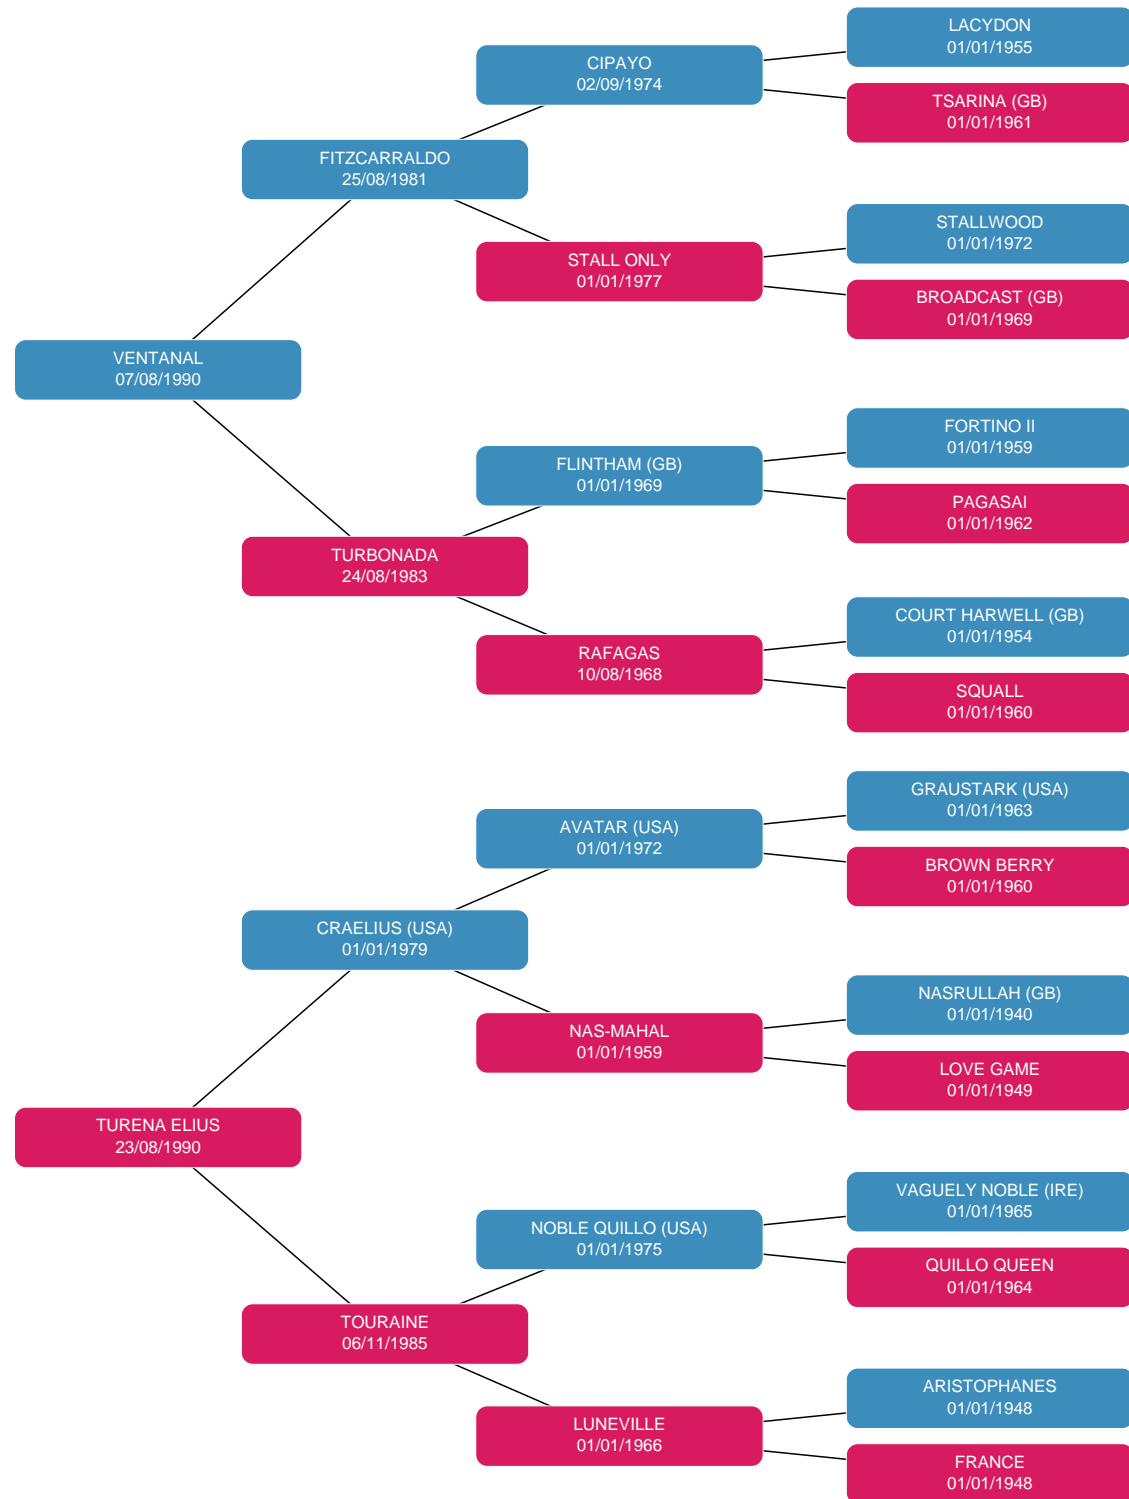 LACYDON
01/01/1955
CIPAYO
02/09/1974
TSARINA (GB)
01/01/1961
FITZCARRALDO
25/08/1981
STALLWOOD
01/01/1972
STALL ONLY
01/01/1977
BROADCAST (GB)
01/01/1969
VENTANAL
07/08/1990
FORTINO II
01/01/1959
FLINTHAM (GB)
01/01/1969
PAGASAI
01/01/1962
TURBONADA
24/08/1983
COURT HARWELL (GB)
01/01/1954
RAFAGAS
10/08/1968
SQUALL
01/01/1960
GRAUSTARK (USA)
01/01/1963
AVATAR (USA)
01/01/1972
BROWN BERRY
01/01/1960
CRAELIUS (USA)
01/01/1979
NASRULLAH (GB)
01/01/1940
NAS-MAHAL
01/01/1959
LOVE GAME
01/01/1949
TURENA ELIUS
23/08/1990
VAGUELY NOBLE (IRE)
01/01/1965
NOBLE QUILLO (USA)
01/01/1975
QUILLO QUEEN
01/01/1964
TOURAINE
06/11/1985
ARISTOPHANES
01/01/1948
LUNEVILLE
01/01/1966
FRANCE
01/01/1948